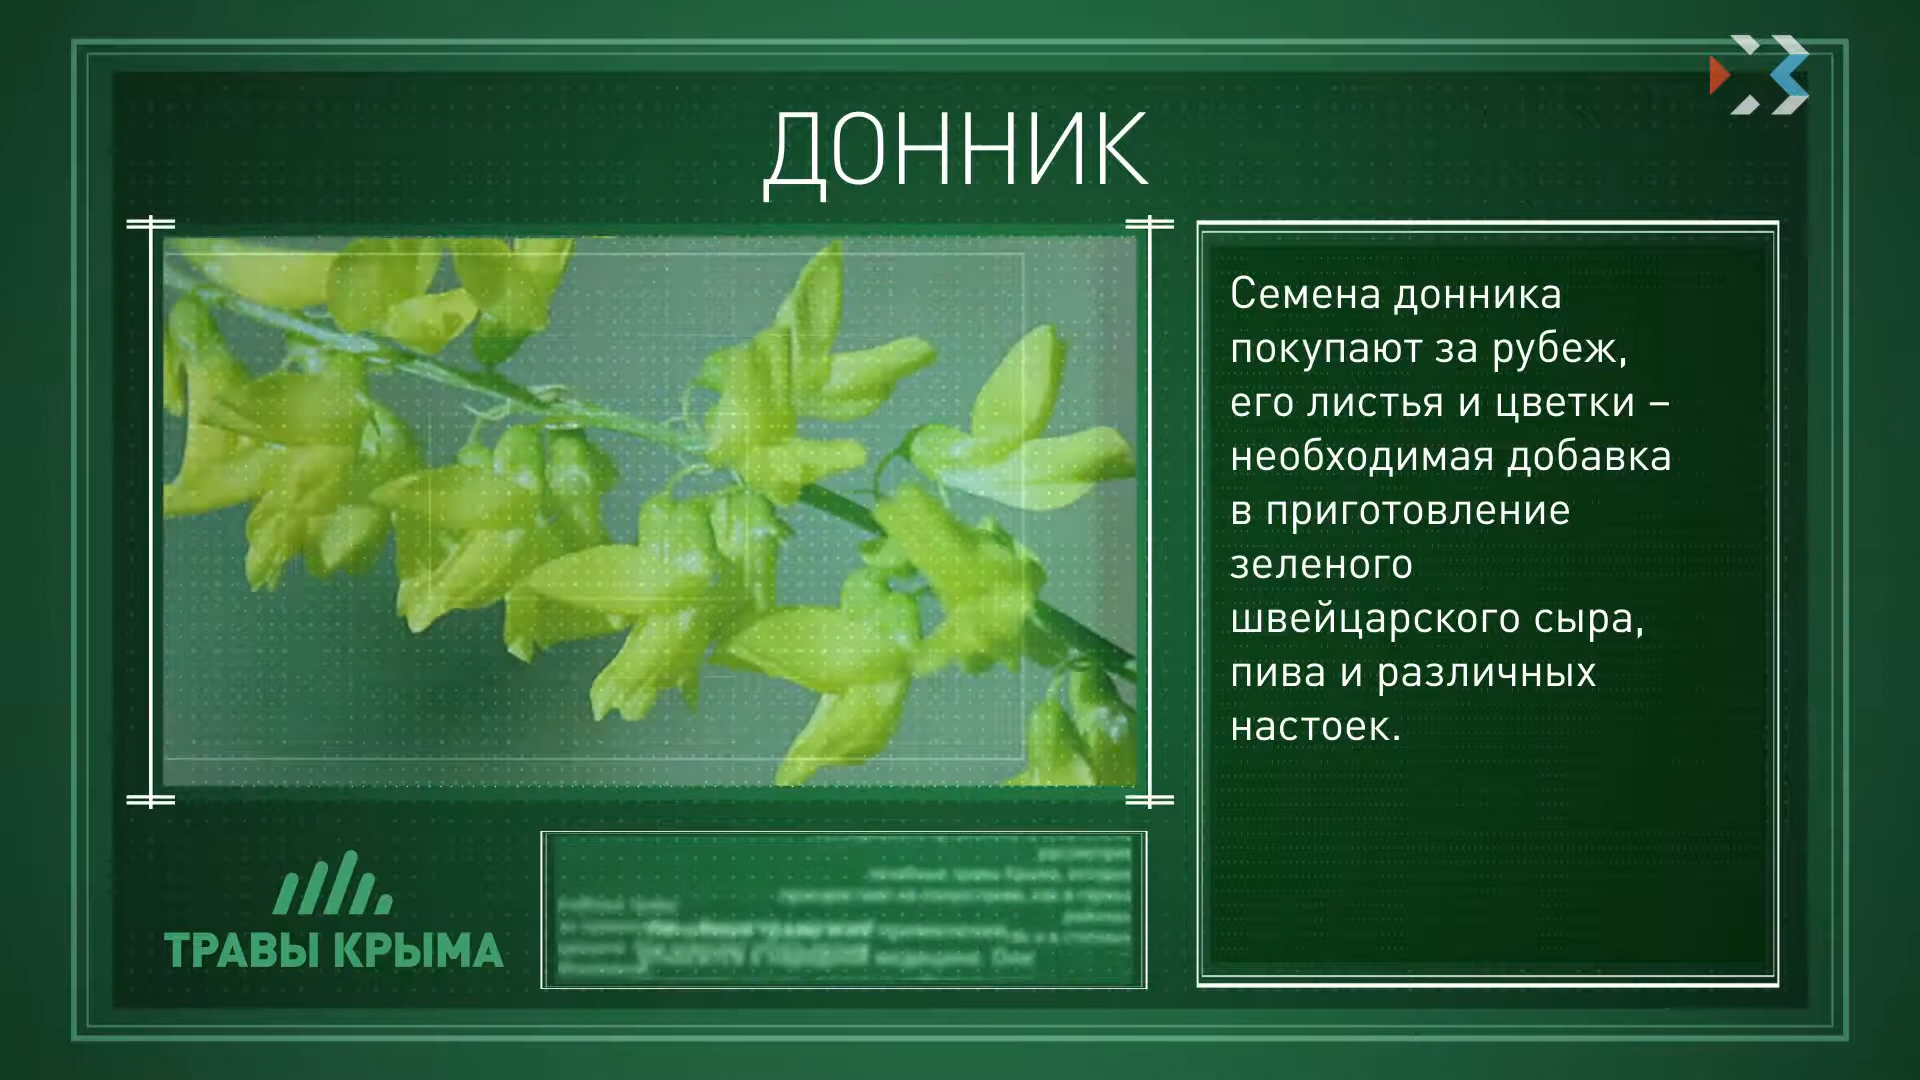 ДОННИК
Семена донника
покупают за рубеж,
его листья и цветки –
необходимая добавка
в приготовление
зеленого
швейцарского сыра,
пива и различных
настоек.
ТРАВЫ КРЫМА